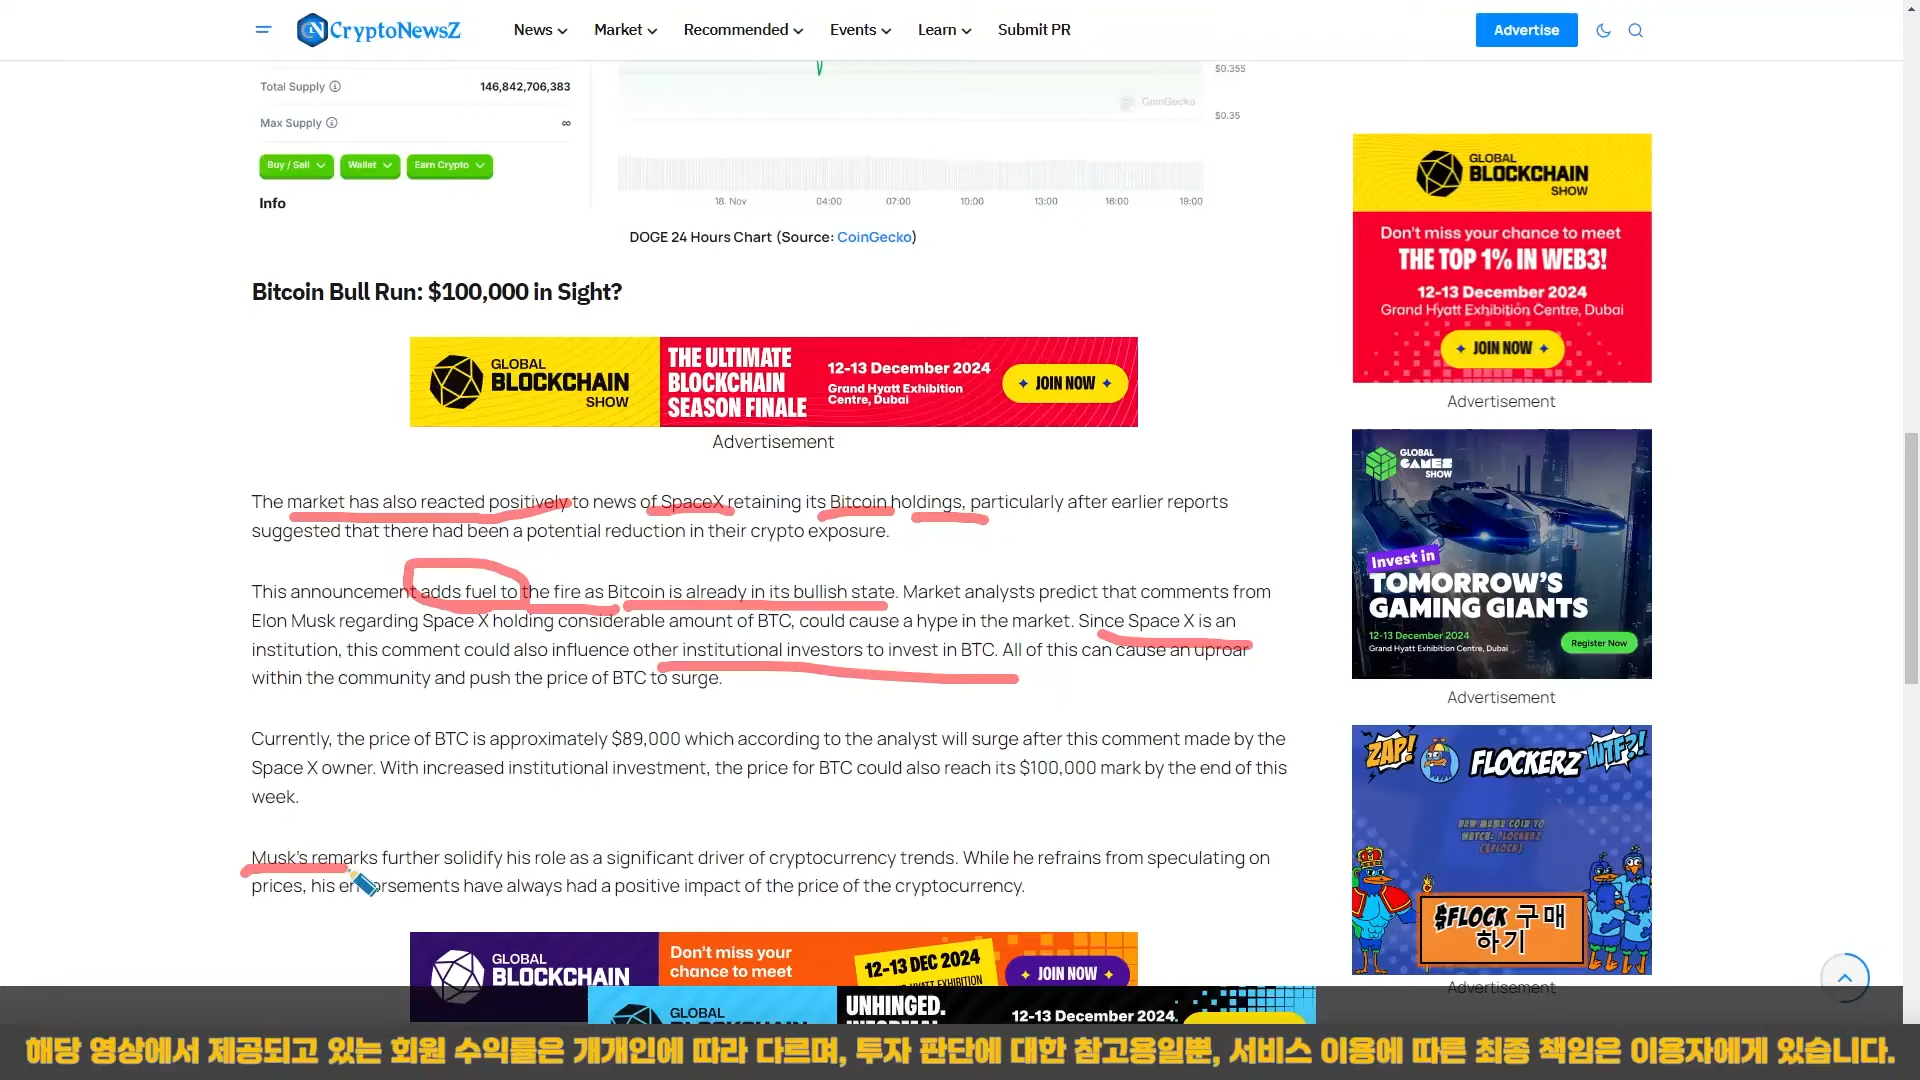 CryptoNewsZ
News
Market
Recommended
Events
Learn
Submit PR
Advertise
Total Supply
146,842,706,383
Max Supply
∞
Buy / Sell
Wallet
Earn Crypto
Info
$0.355
CoinGecko
$0.35
18. Nov
04:00
07:00
10:00
13:00
16:00
19:00
DOGE 24 Hours Chart (Source: CoinGecko)
Bitcoin Bull Run: $100,000 in Sight?
GLOBAL
BLOCKCHAIN
SHOW
THE ULTIMATE
BLOCKCHAIN
SEASON FINALE
12-13 December 2024
Grand Hyatt Exhibition
Centre, Dubai
JOIN NOW
Advertisement
The market has also reacted positively to news of SpaceX retaining its Bitcoin holdings, particularly after earlier reports
suggested that there had been a potential reduction in their crypto exposure.
This announcement adds fuel to the fire as Bitcoin is already in its bullish state. Market analysts predict that comments from
Elon Musk regarding Space X holding considerable amount of BTC, could cause a hype in the market. Since Space X is an
institution, this comment could also influence other institutional investors to invest in BTC. All of this can cause an uproar
within the community and push the price of BTC to surge.
Currently, the price of BTC is approximately $89,000 which according to the analyst will surge after this comment made by the
Space X owner. With increased institutional investment, the price for BTC could also reach its $100,000 mark by the end of this
week.
Musk's remarks further solidify his role as a significant driver of cryptocurrency trends. While he refrains from speculating on
prices, his endorsements have always had a positive impact of the price of the cryptocurrency.
GLOBAL
BLOCKCHAIN
Don't miss your
chance to meet
12-13 DEC 2024
JOIN NOW
GLOBAL
UNHINGED.
12-13 December 2024
GLOBAL
BLOCKCHAIN
SHOW
Don't miss your chance to meet
THE TOP 1% IN WEB3!
12-13 December 2024
Grand Hyatt Exhibition Centre, Dubai
JOIN NOW
Advertisement
GLOBAL
GAMES
SHOW
Invest in
TOMORROW'S
GAMING GIANTS
12-13 December 2024
Grand Hyatt Exhibition Centre, Dubai
Register Now
Advertisement
ZAP!
FLOCKERZ
WTF?!
NEW MEME COIN TO
WATCH: FLOCKERZ
($FLOCK)
$FLOCK 구매
하기
Advertisement
해당 영상에서 제공되고 있는 회원 수익률은 개개인에 따라 다르며, 투자 판단에 대한 참고용일뿐, 서비스 이용에 따른 최종 책임은 이용자에게 있습니다.